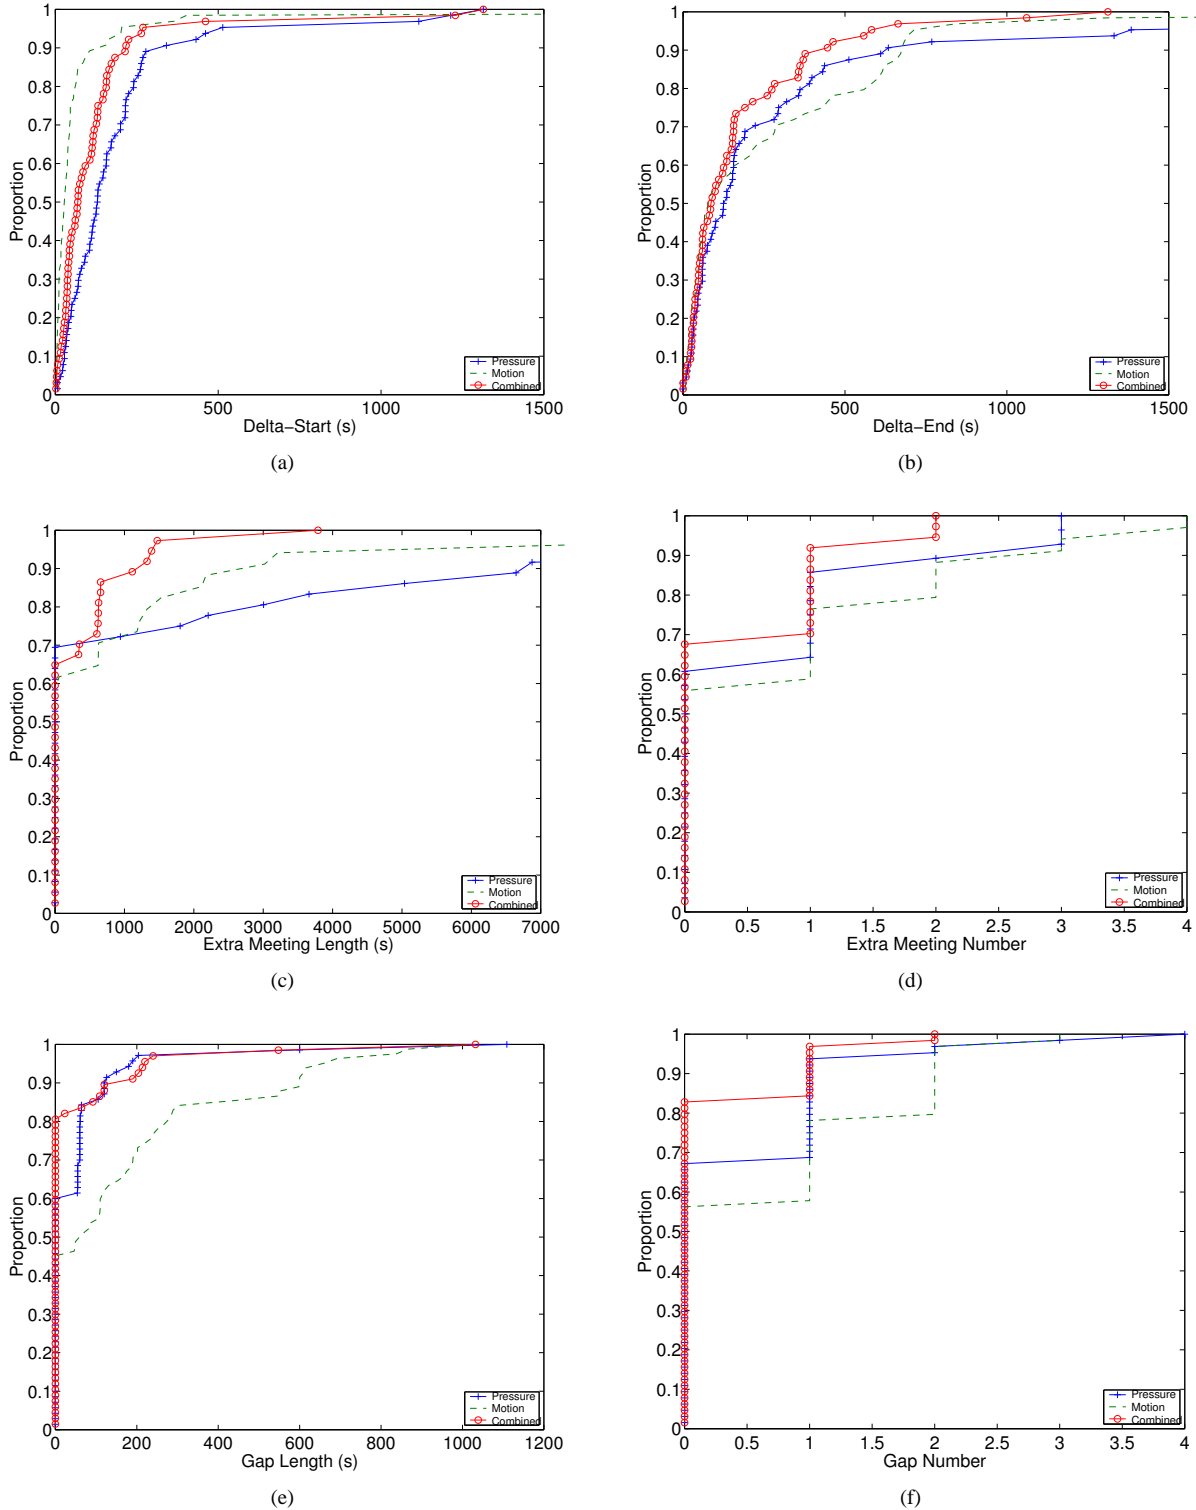 1
0.9
0.8
0.7
0.6
0.5
0.4
0.3
0.2
0.1
0
Proportion
0 500 1000 1500
Delta−Start (s)
Pressure
Motion
Combined
(a)
1
0.9
0.8
0.7
0.6
0.5
0.4
0.3
0.2
0.1
0
Proportion
0 500 1000 1500
Delta−End (s)
Pressure
Motion
Combined
(b)
1
0.9
0.8
0.7
0.6
0.5
0.4
0.3
0.2
0.1
0
Proportion
0 1000 2000 3000 4000 5000 6000 7000
Extra Meeting Length (s)
Pressure
Motion
Combined
(c)
1
0.9
0.8
0.7
0.6
0.5
0.4
0.3
0.2
0.1
0
Proportion
0 0.5 1 1.5 2 2.5 3 3.5 4
Extra Meeting Number
Pressure
Motion
Combined
(d)
1
0.9
0.8
0.7
0.6
0.5
0.4
0.3
0.2
0.1
0
Proportion
0 200 400 600 800 1000 1200
Gap Length (s)
Pressure
Motion
Combined
(e)
1
0.9
0.8
0.7
0.6
0.5
0.4
0.3
0.2
0.1
0
Proportion
0 0.5 1 1.5 2 2.5 3 3.5 4
Gap Number
Pressure
Motion
Combined
(f)